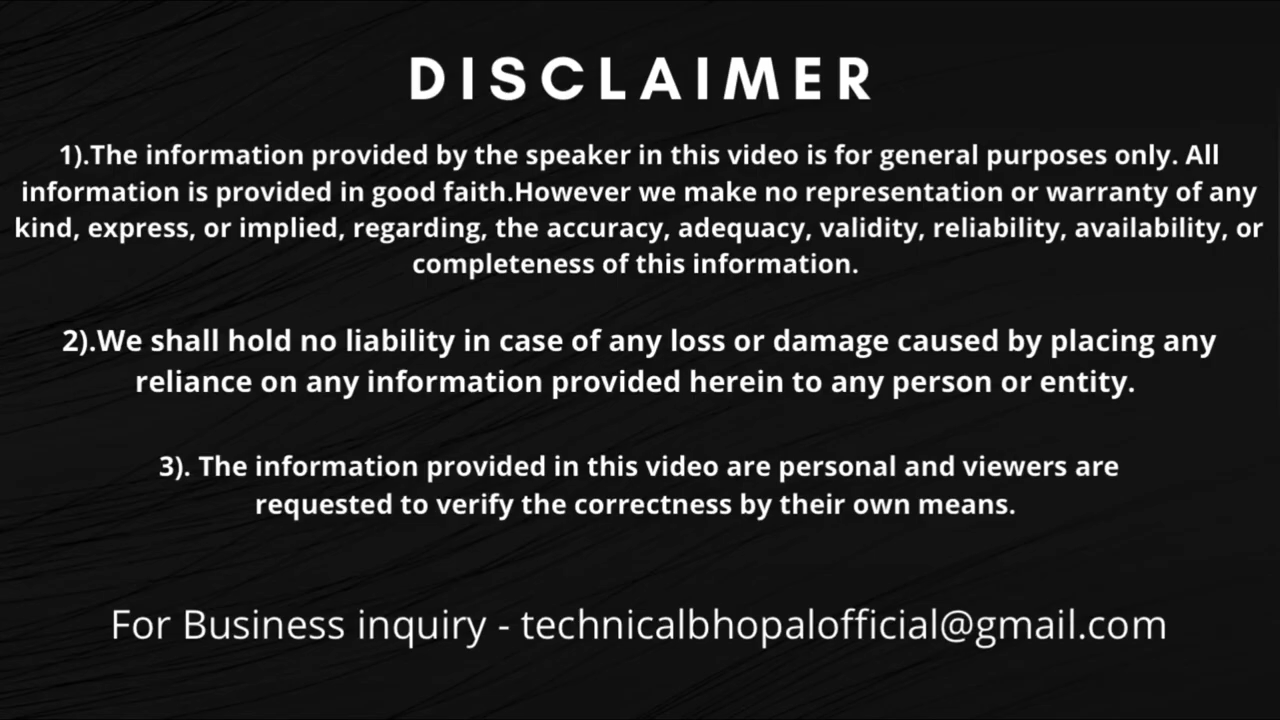 DISCLAIMER
1).The information provided by the speaker in this video is for general purposes only. All
information is provided in good faith.However we make no representation or warranty of any
kind, express, or implied, regarding, the accuracy, adequacy, validity, reliability, availability, or
completeness of this information.
2).We shall hold no liability in case of any loss or damage caused by placing any
reliance on any information provided herein to any person or entity.
3). The information provided in this video are personal and viewers are
requested to verify the correctness by their own means.
For Business inquiry - technicalbhopalofficial@gmail.com